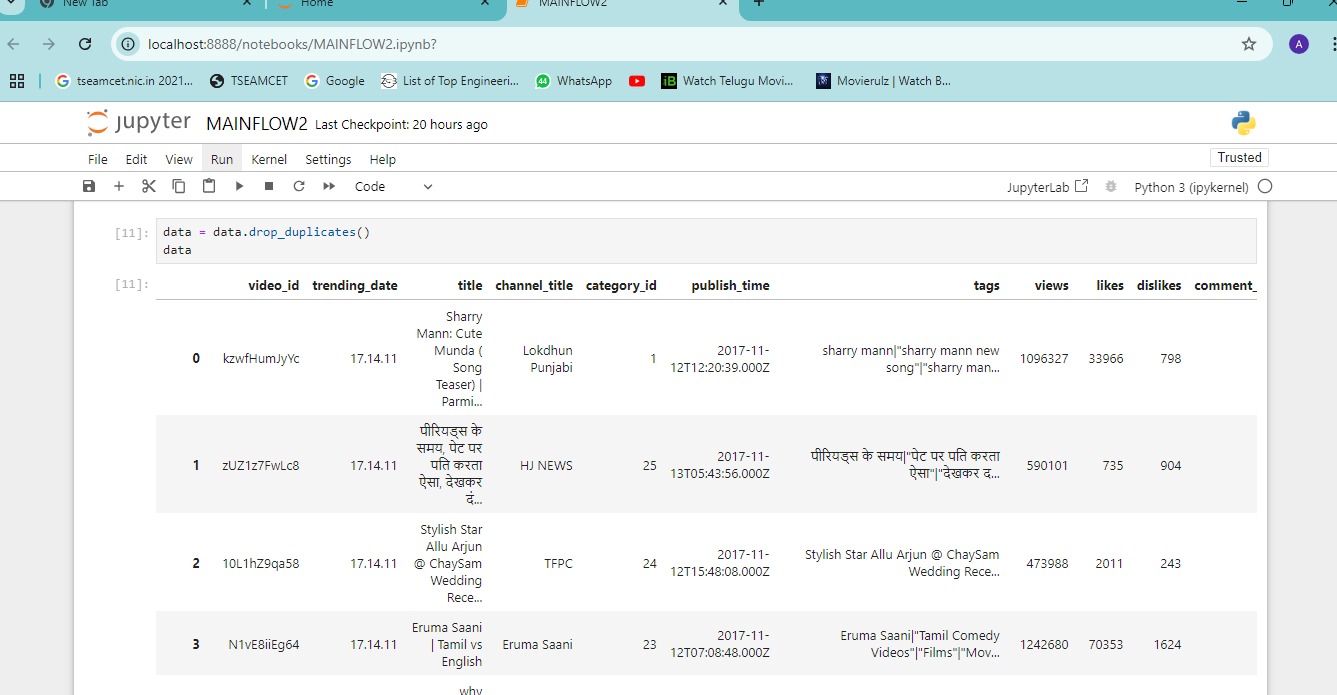 New Tab
Home
MAINFLOW2
localhost:8888/notebooks/MAINFLOW2.ipynb?
A
tseamcet.nic.in 2021...
TSEAMCET
Google
List of Top Engineeri...
44 WhatsApp
iB Watch Telugu Movi...
Movierulz | Watch B...
jupyter MAINFLOW2 Last Checkpoint: 20 hours ago
File Edit View Run Kernel Settings Help
Trusted
Code
JupyterLab
Python 3 (ipykernel)
[11]: data = data.drop_duplicates()
data
[11]:
video_id trending_date title channel_title category_id publish_time tags views likes dislikes comment_
0 kzwfHumJyYc 17.14.11
Sharry
Mann: Cute
Munda (
Song
Teaser) |
Parmi...
Lokdhun
Punjabi
1
2017-11-
12T12:20:39.000Z
sharry mann|"sharry mann new
song"|"sharry man...
1096327 33966 798
1 zUZ1z7FwLc8 17.14.11
पीरियड्स के
समय, पेट पर
पति करता
ऐसा, देखकर
दं...
HJ NEWS
25
2017-11-
13T05:43:56.000Z
पीरियड्स के समय|"पेट पर पति करता
ऐसा"|"देखकर द...
590101 735 904
2 10L1hZ9qa58 17.14.11
Stylish Star
Allu Arjun
@ ChaySam
Wedding
Rece...
TFPC
24
2017-11-
12T15:48:08.000Z
Stylish Star Allu Arjun @ ChaySam
Wedding Rece...
473988 2011 243
3 N1vE8iiEg64 17.14.11
Eruma Saani
| Tamil vs
English
Eruma Saani
23
2017-11-
12T07:08:48.000Z
Eruma Saani|"Tamil Comedy
Videos"|"Films"|"Mov...
1242680 70353 1624
why